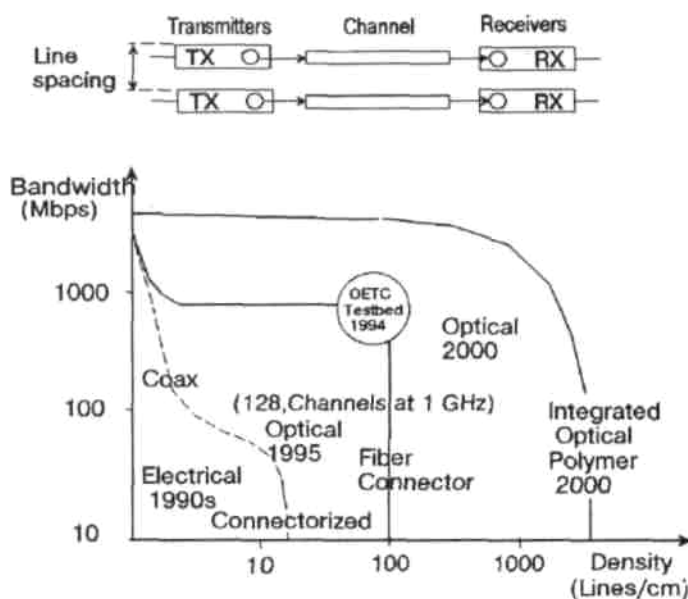 Transmitters Channel Receivers
Line
spacing
TX RX
TX RX
Bandwidth
(Mbps)
1000
100
10
OETC
Testbed
1994
Optical
2000
Coax
(128,Channels at 1 GHz)
Optical
1995
Integrated
Optical
Polymer
2000
Fiber
Connector
Electrical
1990s
Connectorized
10 100 1000 Density
(Lines/cm)